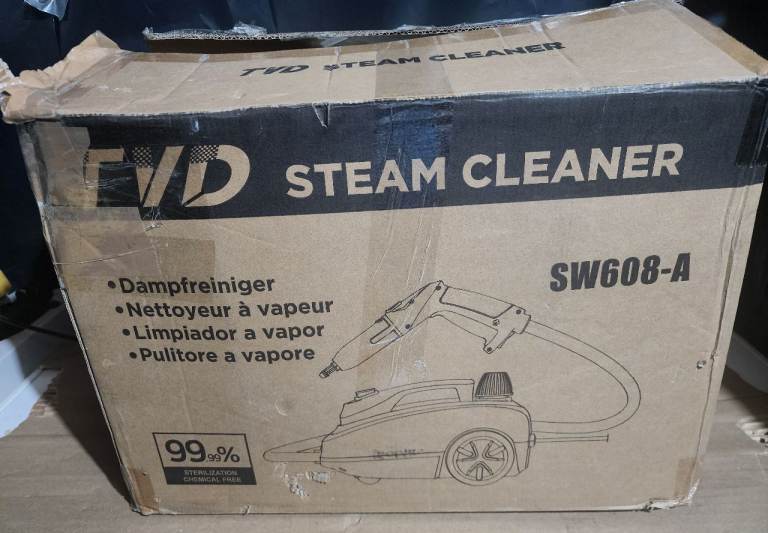 TVD STEAM CLEANER
TVD STEAM CLEANER
SW608-A
•Dampfreiniger
•Nettoyeur à vapeur
•Limpiador a vapor
•Pulitore a vapore
99.99%
STERILIZATION
CHEMICAL FREE